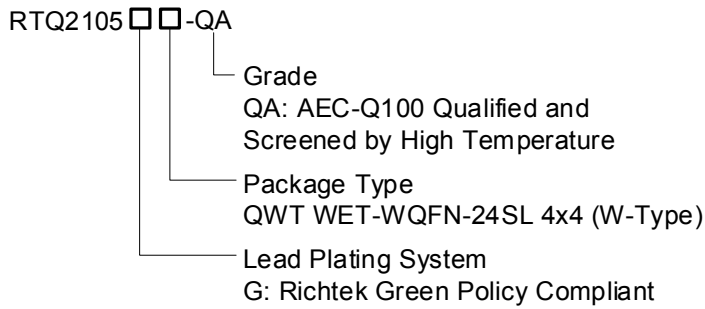 RTQ2105□□-QA
Grade
QA: AEC-Q100 Qualified and
Screened by High Temperature
Package Type
QWT WET-WQFN-24SL 4x4 (W-Type)
Lead Plating System
G: Richtek Green Policy Compliant